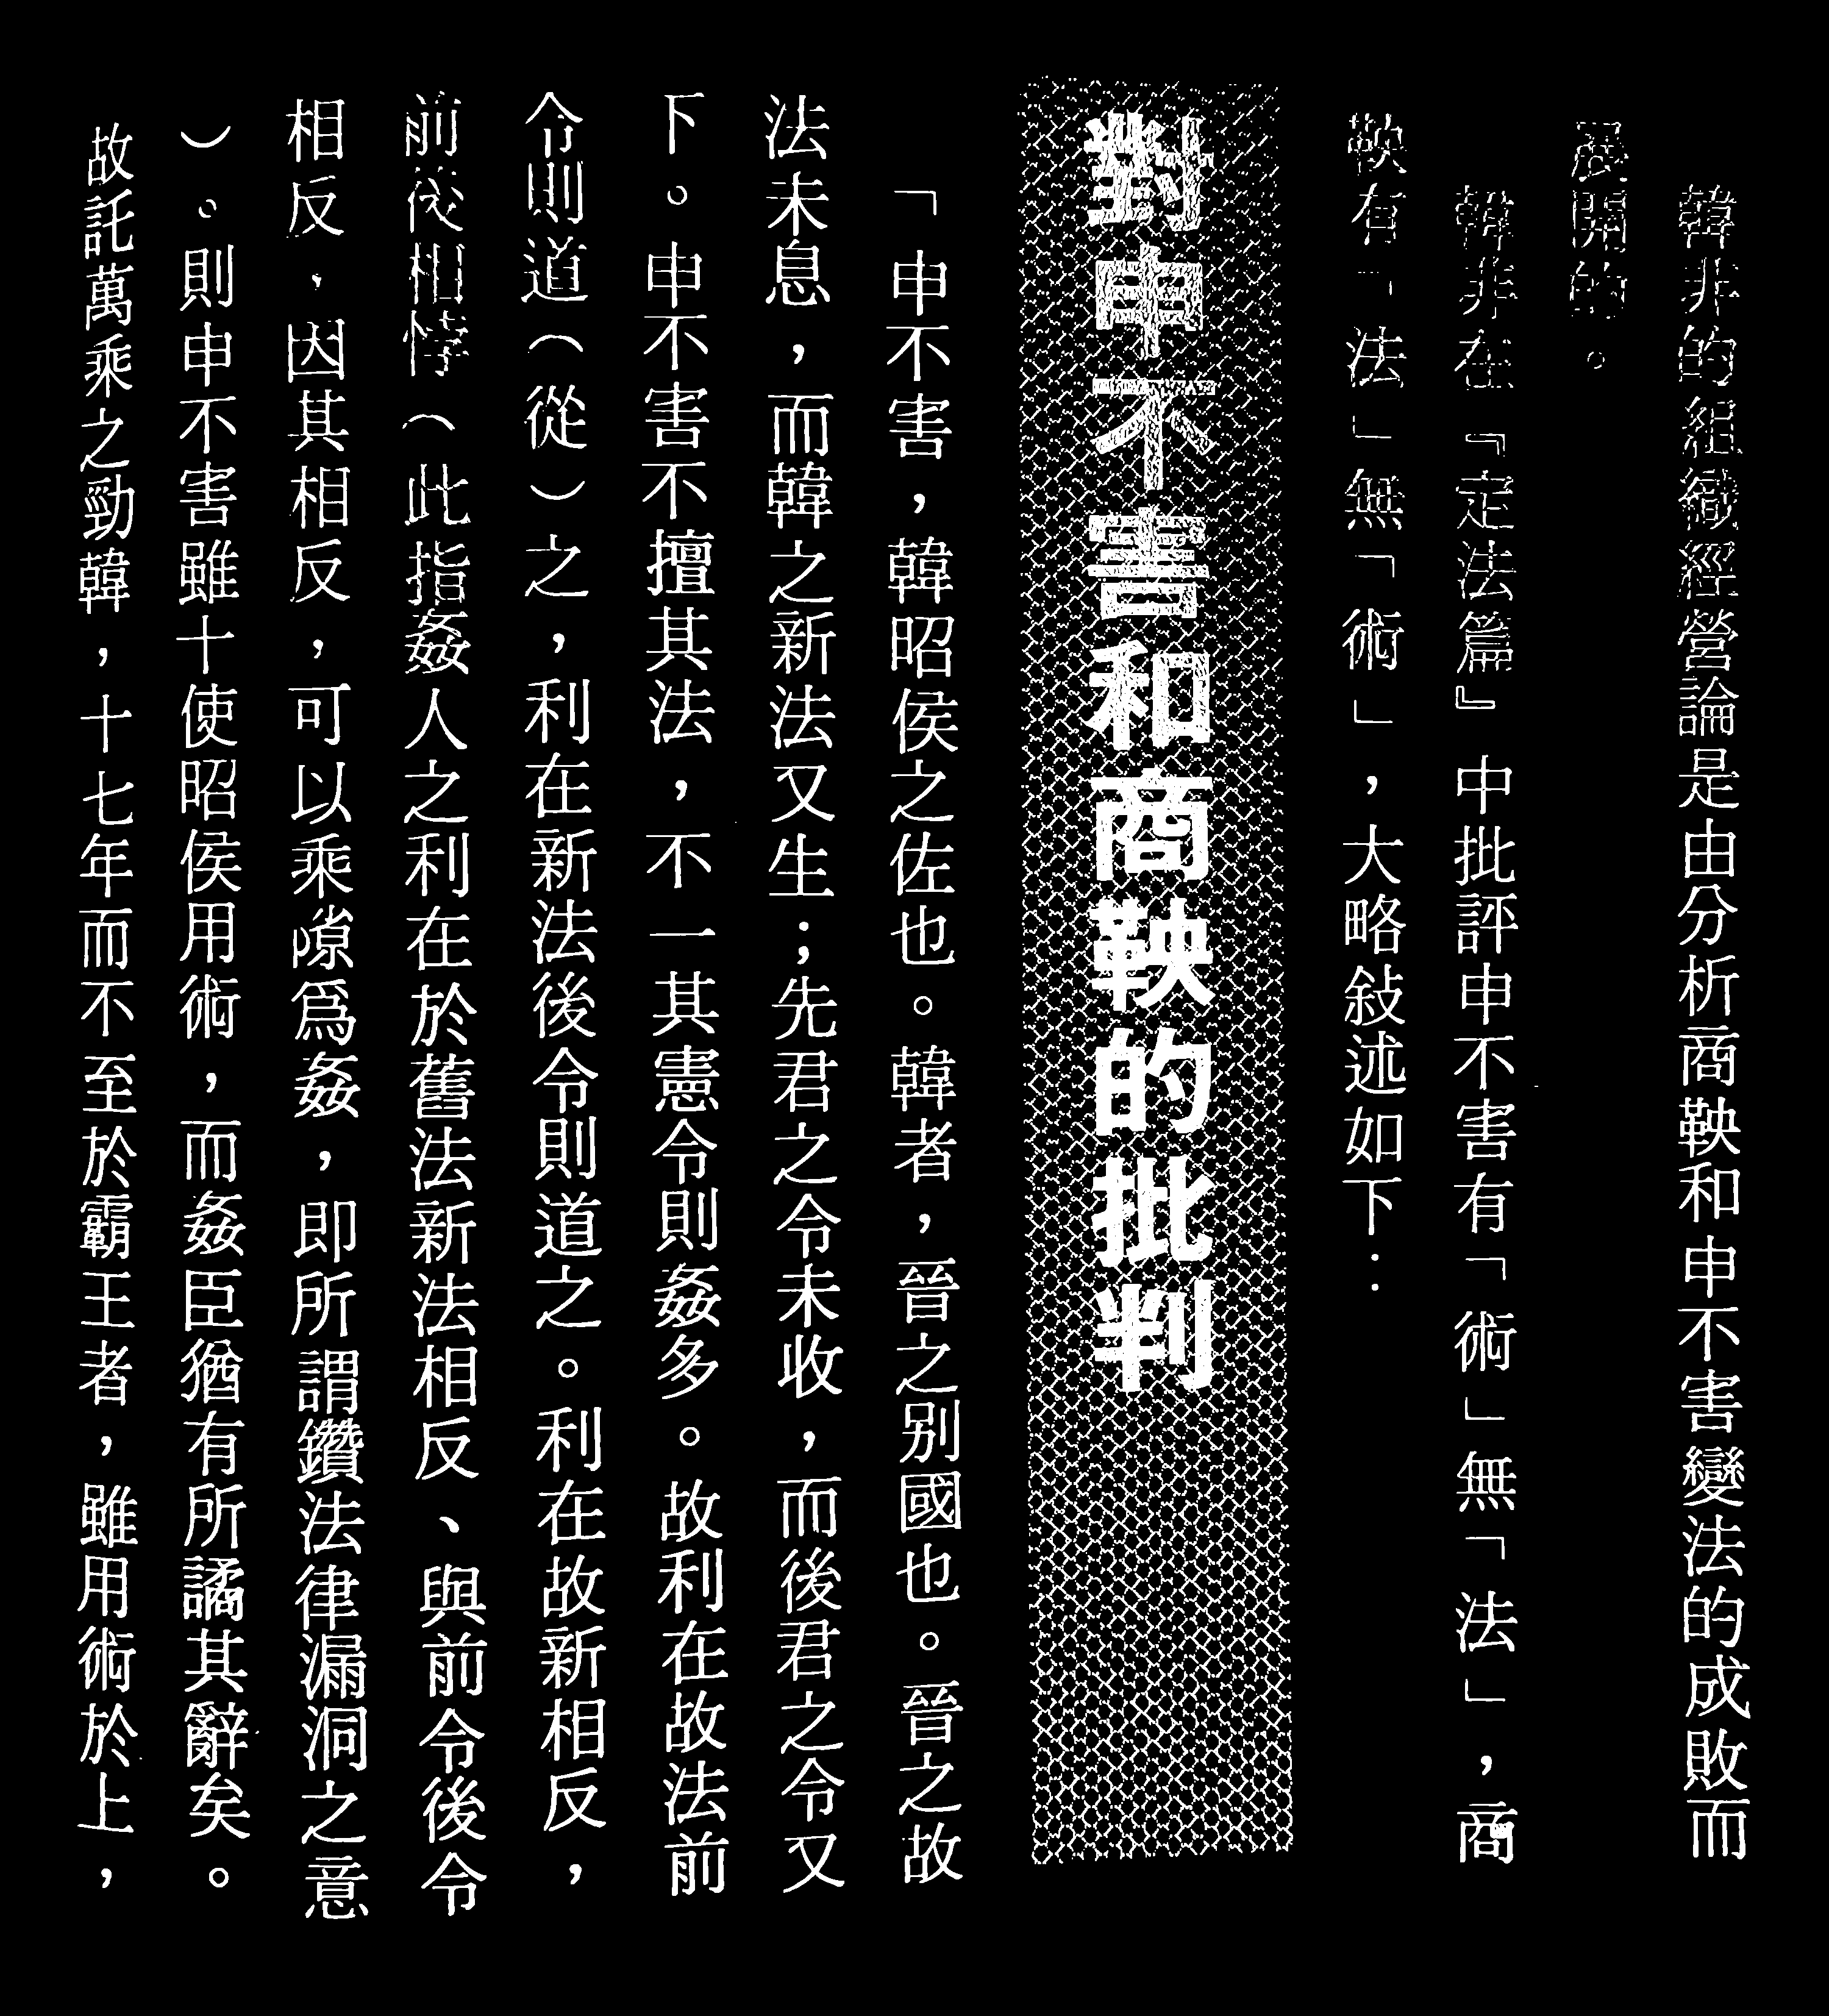 韓非的組織經營論是由分析商鞅和申不害變法的成敗而
展開的。
韓非在『定法篇』中批評申不害有「術」無「法」，商
鞅有「法」無「術」，大略敍述如下：
對申不害和商鞅的批判
「申不害，韓昭侯之佐也。韓者，晉之别國也。晉之故
法未息，而韓之新法又生；先君之令未收，而後君之令又
下。申不害不擅其法，不一其憲令則姦多。故利在故法前
令則道（從）之，利在新法後令則道之。利在故新相反，
前後相悖（此指姦人之利在於舊法新法相反、與前令後令
相反，因其相反，可以乘隙爲姦，即所謂鑽法律漏洞之意
）。則申不害雖十使昭侯用術，而姦臣猶有所譎其辭矣。
故託萬乘之勁韓，十七年而不至於霸王者，雖用術於上，